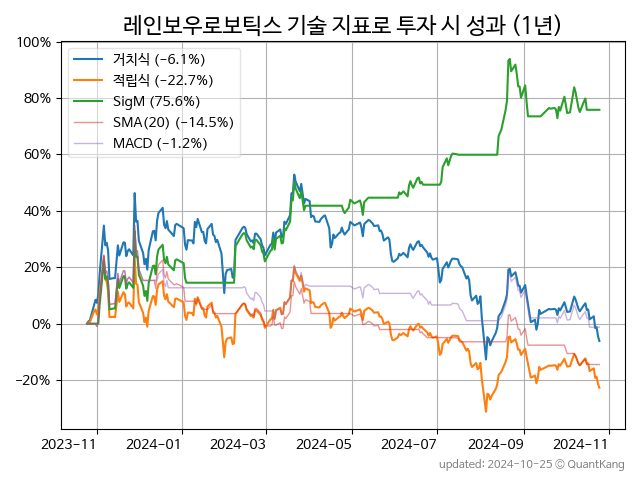 레인보우로보틱스 기술 지표로 투자 시 성과 (1년)
100%
80%
60%
40%
20%
0%
−20%
거치식 (−6.1%)
적립식 (−22.7%)
SigM (75.6%)
SMA(20) (−14.5%)
MACD (−1.2%)
2023−11
2024−01
2024−03
2024−05
2024−07
2024−09
2024−11
updated: 2024−10−25 © QuantKang